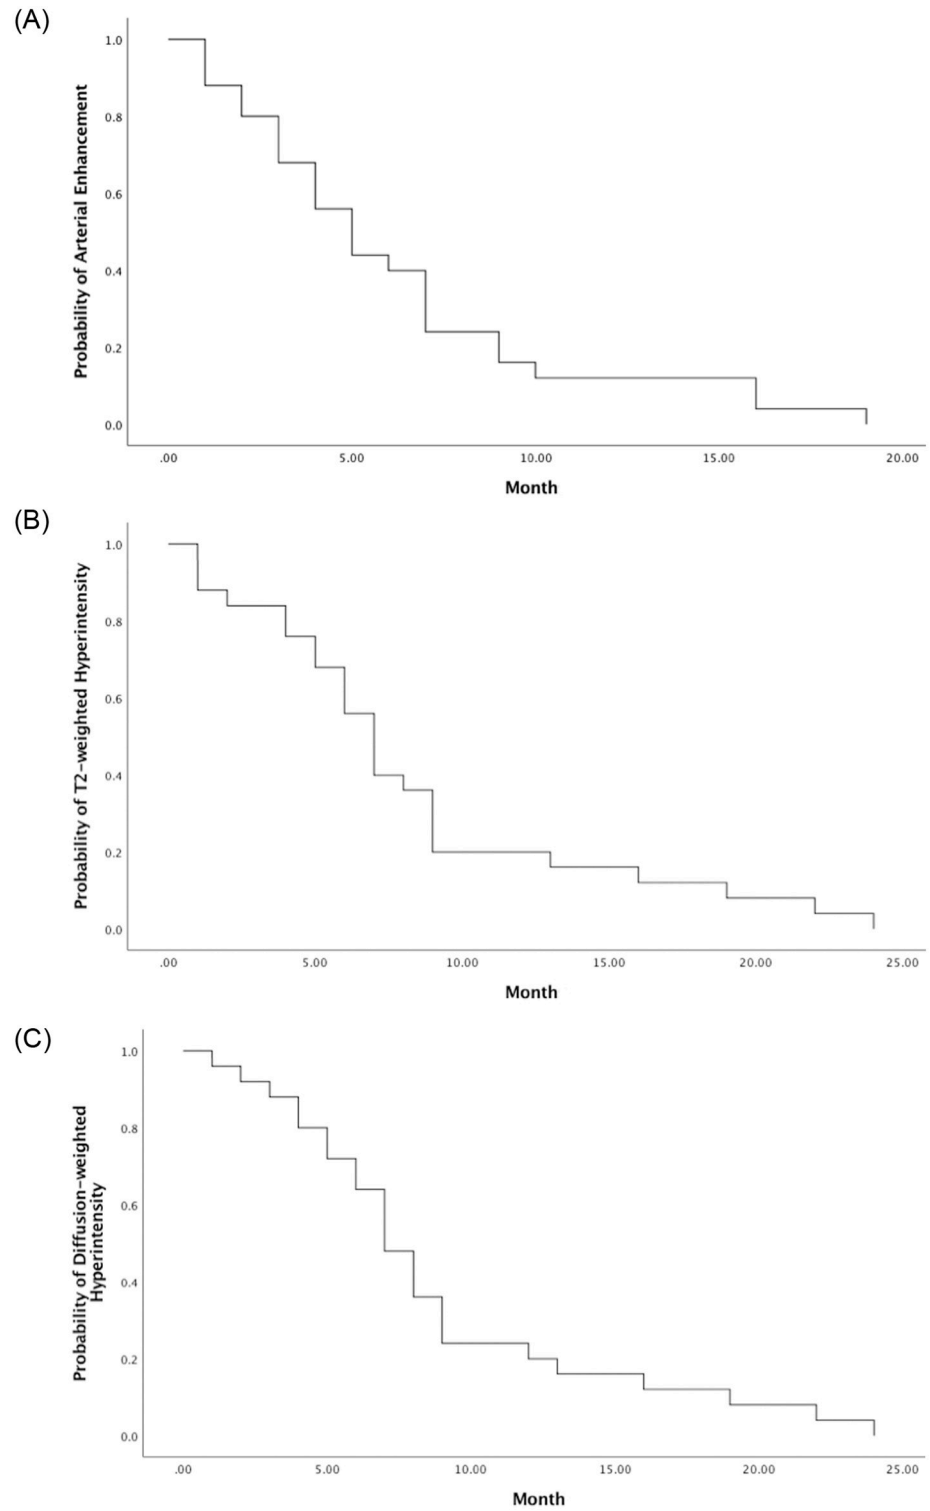 (A)
Probability of Arterial Enhancement
1.0
0.8
0.6
0.4
0.2
0.0
.00 5.00 10.00 15.00 20.00
Month
(B)
Probability of T2-weighted Hyperintensity
1.0
0.8
0.6
0.4
0.2
0.0
.00 5.00 10.00 15.00 20.00 25.00
Month
(C)
Probability of Diffusion-weighted
Hyperintensity
1.0
0.8
0.6
0.4
0.2
0.0
.00 5.00 10.00 15.00 20.00 25.00
Month